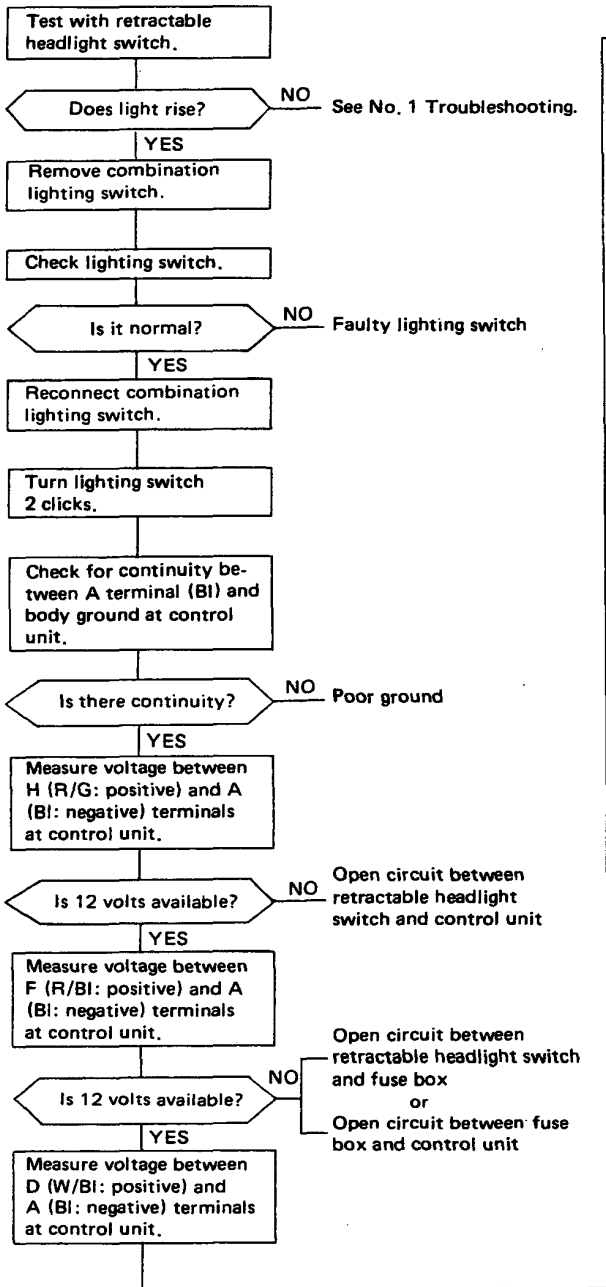 Test with retractable
headlight switch.
Does light rise?
NO
See No. 1 Troubleshooting.
YES
Remove combination
lighting switch.
Check lighting switch.
Is it normal?
NO
Faulty lighting switch
YES
Reconnect combination
lighting switch.
Turn lighting switch
2 clicks.
Check for continuity be-
tween A terminal (Bl) and
body ground at control
unit.
Is there continuity?
NO
Poor ground
YES
Measure voltage between
H (R/G: positive) and A
(Bl: negative) terminals
at control unit.
Is 12 volts available?
NO
Open circuit between
retractable headlight
switch and control unit
YES
Measure voltage between
F (R/Bl: positive) and A
(Bl: negative) terminals
at control unit.
Is 12 volts available?
NO
Open circuit between
retractable headlight switch
and fuse box
or
Open circuit between fuse
box and control unit
YES
Measure voltage between
D (W/Bl: positive) and
A (Bl: negative) terminals
at control unit.